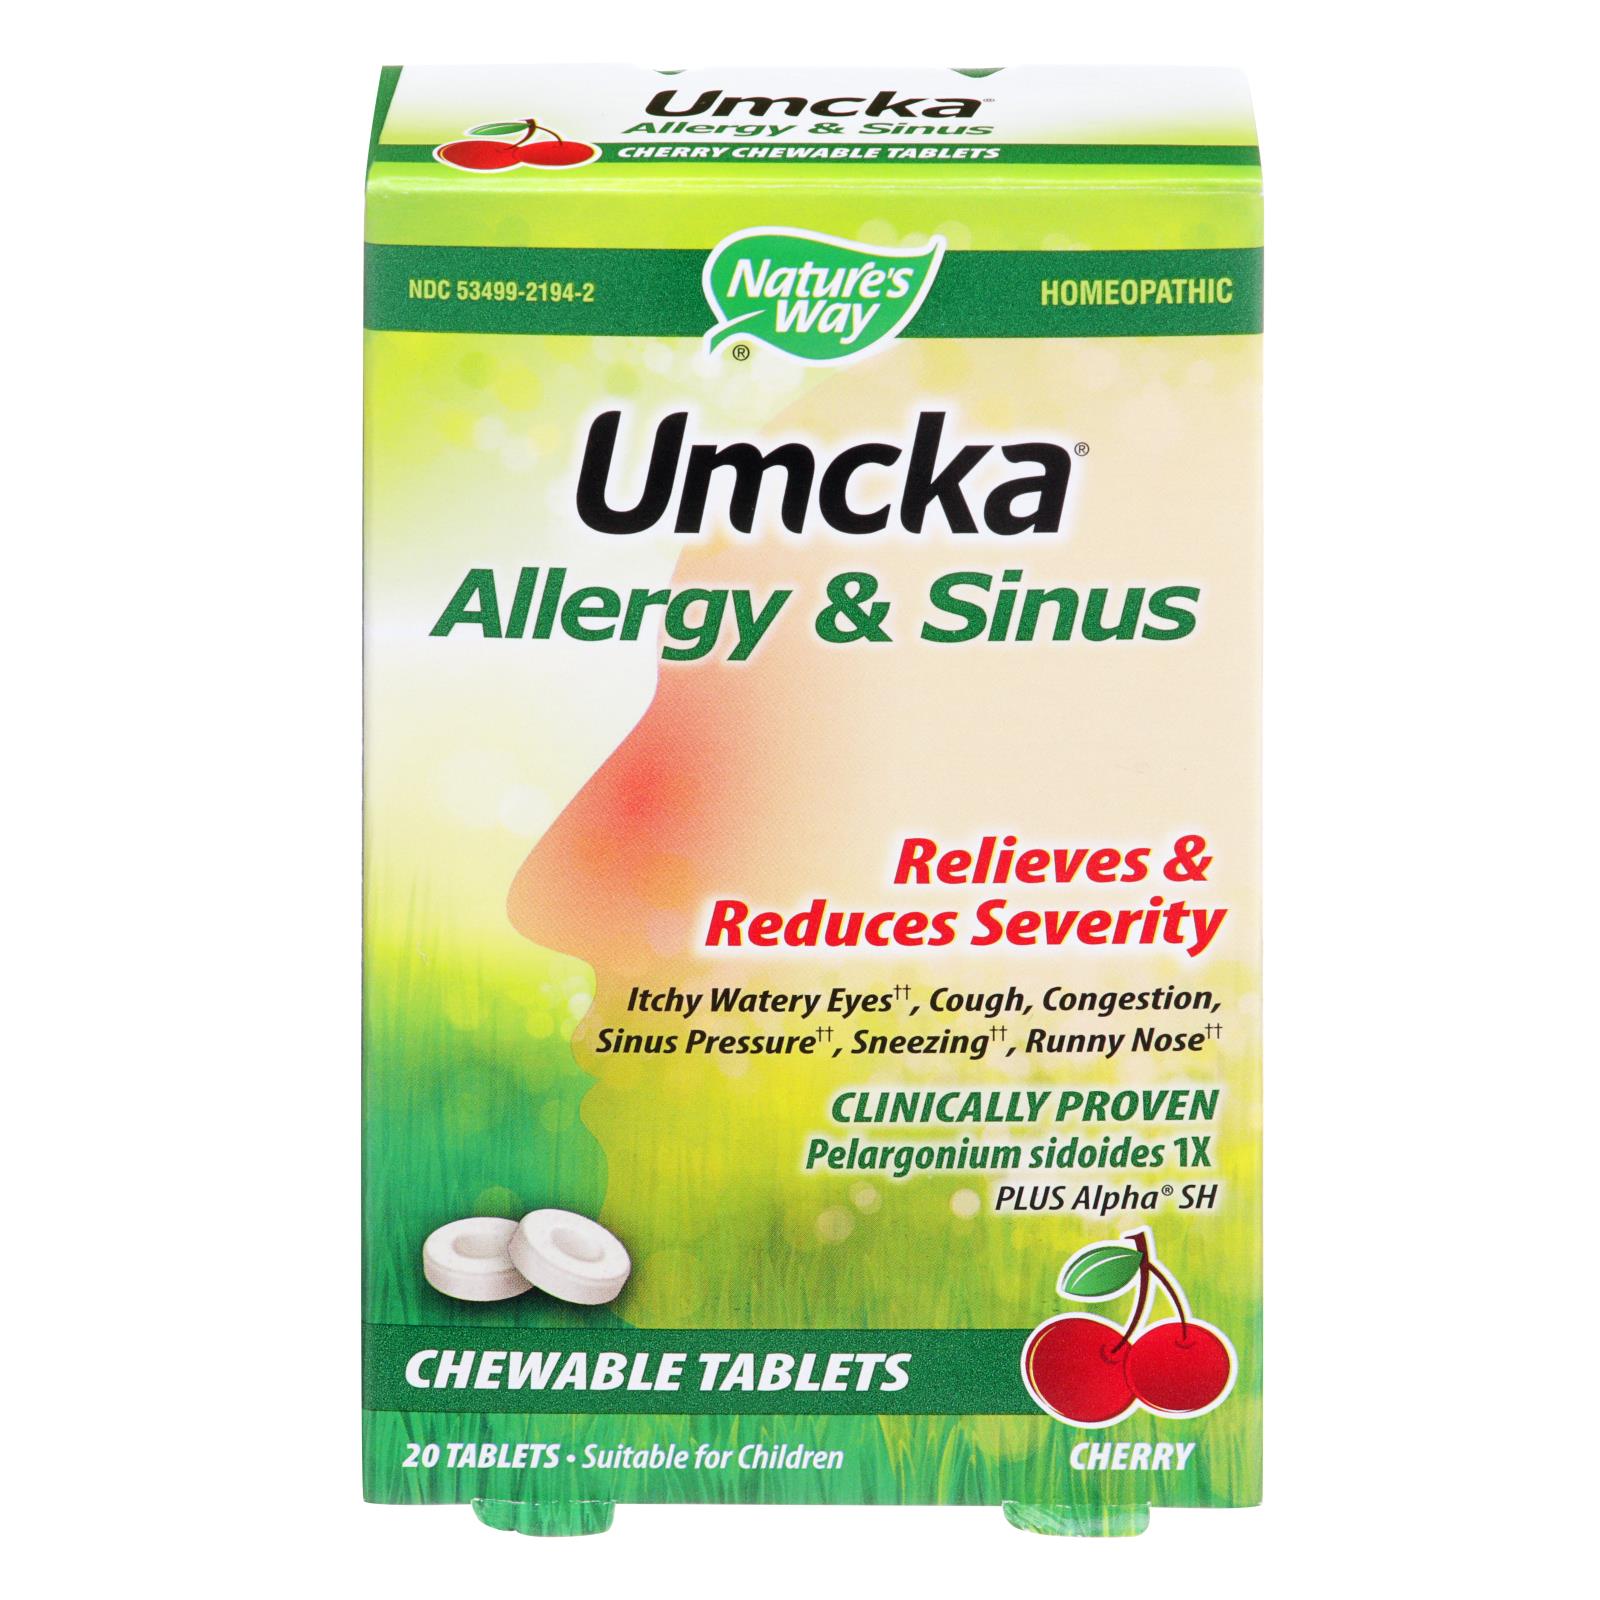 Umcka®
Allergy & Sinus
CHERRY CHEWABLE TABLETS
NDC 53499-2194-2
Nature's
Way
®
HOMEOPATHIC
Umcka®
Allergy & Sinus
Relieves &
Reduces Severity
Itchy Watery Eyes††, Cough, Congestion,
Sinus Pressure††, Sneezing††, Runny Nose††
CLINICALLY PROVEN
Pelargonium sidoides 1X
PLUS Alpha® SH
CHEWABLE TABLETS
20 TABLETS • Suitable for Children
CHERRY